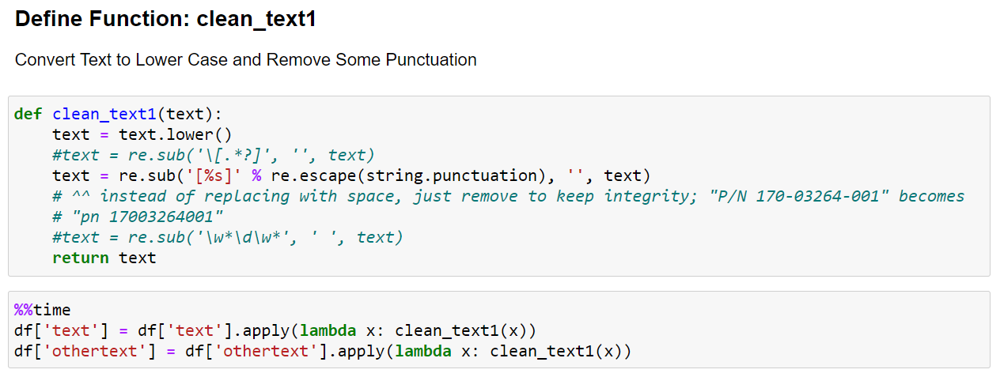 Define Function: clean_text1
Convert Text to Lower Case and Remove Some Punctuation
def clean_text1(text):
    text = text.lower()
    #text = re.sub('\[.*?]', '', text)
    text = re.sub('[%s]' % re.escape(string.punctuation), '', text)
    # ^^ instead of replacing with space, just remove to keep integrity; "P/N 170-03264-001" becomes
    # "pn 17003264001"
    #text = re.sub('\w*\d\w*', ' ', text)
    return text
%%time
df['text'] = df['text'].apply(lambda x: clean_text1(x))
df['othertext'] = df['othertext'].apply(lambda x: clean_text1(x))